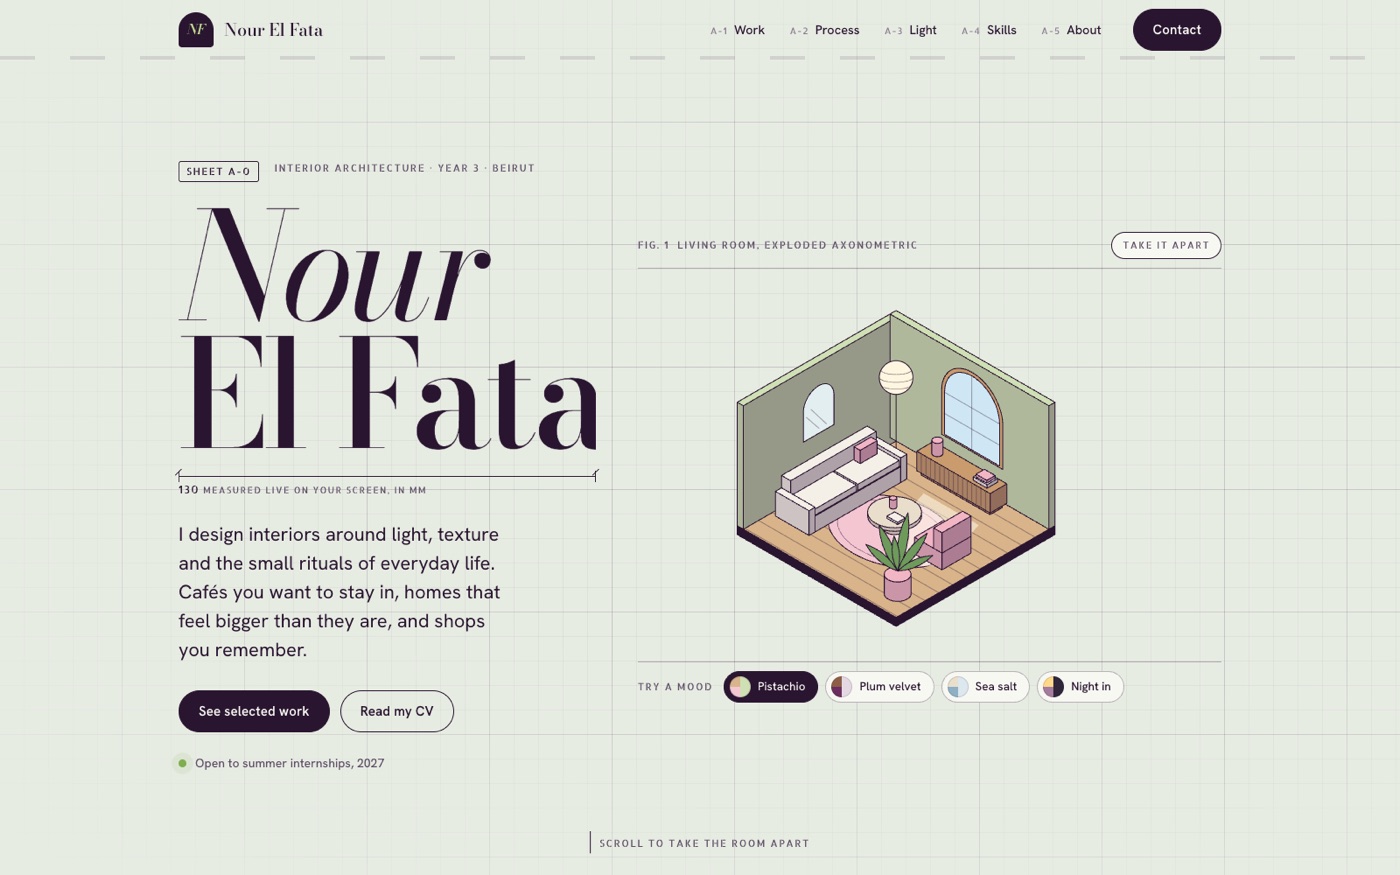 NF Nour El Fata
A-1 Work A-2 Process A-3 Light A-4 Skills A-5 About Contact
SHEET A-0 INTERIOR ARCHITECTURE · YEAR 3 · BEIRUT
Nour
El Fata
130 MEASURED LIVE ON YOUR SCREEN, IN MM
I design interiors around light, texture
and the small rituals of everyday life.
Cafés you want to stay in, homes that
feel bigger than they are, and shops
you remember.
See selected work Read my CV
Open to summer internships, 2027
FIG. 1 LIVING ROOM, EXPLODED AXONOMETRIC TAKE IT APART
TRY A MOOD Pistachio Plum velvet Sea salt Night in
SCROLL TO TAKE THE ROOM APART